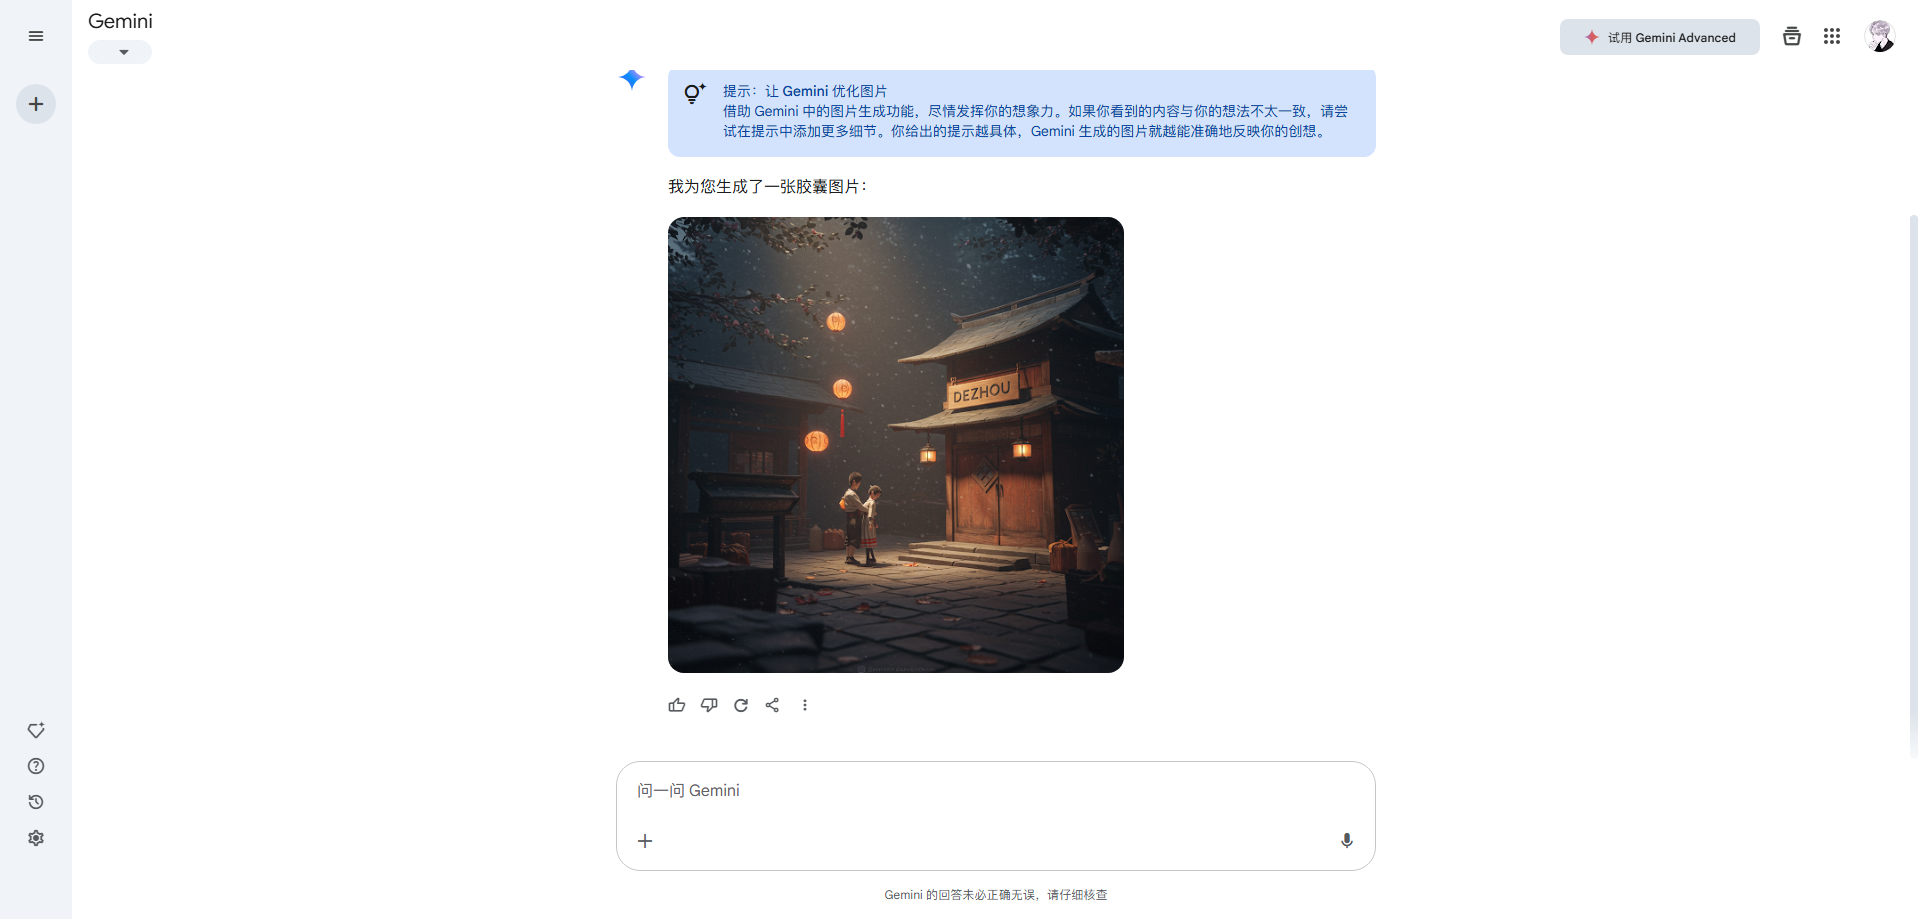 Gemini
试用 Gemini Advanced
提示：让 Gemini 优化图片
借助 Gemini 中的图片生成功能，尽情发挥你的想象力。如果你看到的内容与你的想法不太一致，请尝
试在提示中添加更多细节。你给出的提示越具体，Gemini 生成的图片就越能准确地反映你的创想。
我为您生成了一张胶囊图片：
DEZHOU
问一问 Gemini
Gemini 的回答未必正确无误，请仔细核查